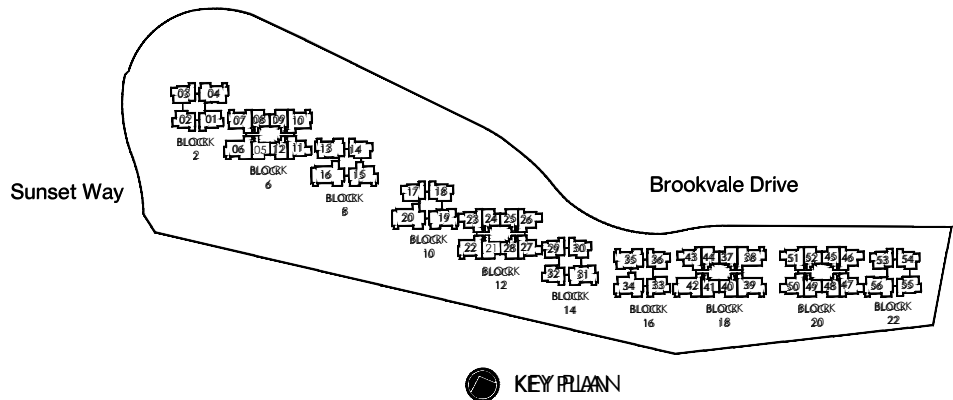 03 04
02 01
BLOCK
2
07 08 09 10
06 05 12 11
BLOCK
6
13 14
16 15
BLOCK
8
Sunset Way
17 18
20 19
BLOCK
10
23 24 25 26
22 21 28 27
BLOCK
12
29 30
32 31
BLOCK
14
Brookvale Drive
35 36
34 33
BLOCK
16
43 44 37 38
42 41 40 39
BLOCK
18
51 52 45 46
50 49 48 47
BLOCK
20
53 54
56 55
BLOCK
22
KEY PLAN